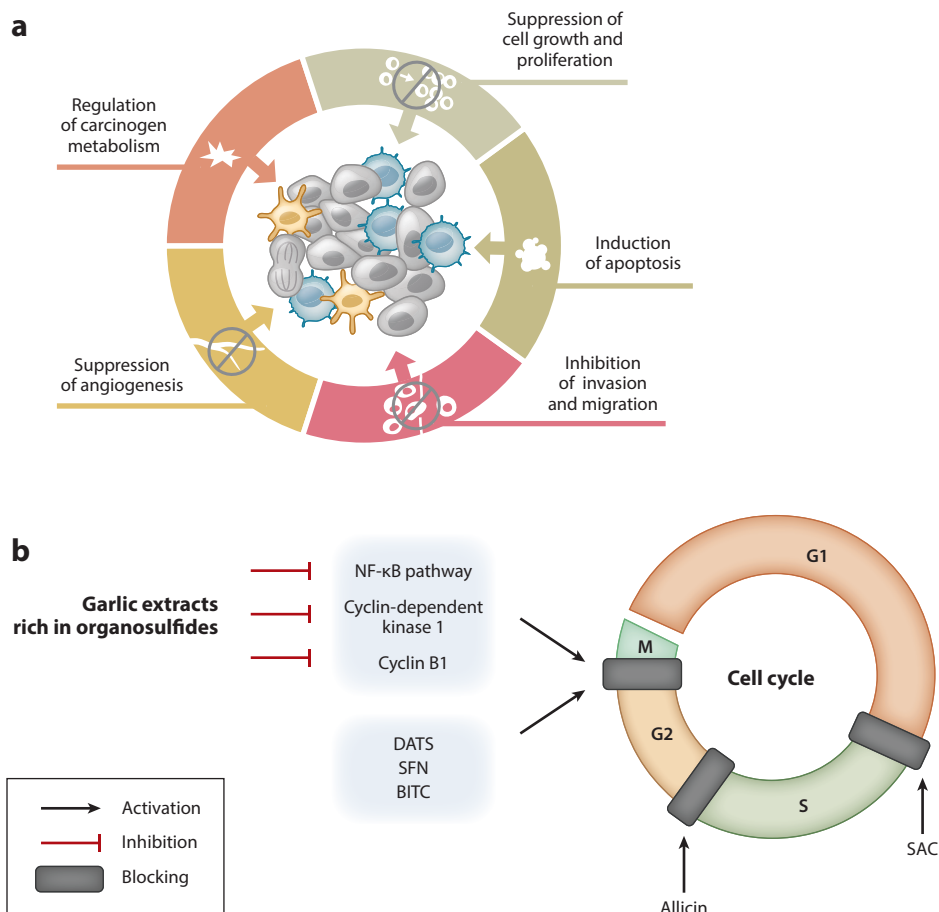 a
Suppression of
cell growth and
proliferation
Regulation
of carcinogen
metabolism
Induction
of apoptosis
Suppression
of angiogenesis
Inhibition
of invasion
and migration
b
Garlic extracts
rich in organosulfides
NF-κB pathway
Cyclin-dependent
kinase 1
Cyclin B1
DATS
SFN
BITC
G1
M
Cell cycle
G2
S
SAC
Allicin
Activation
Inhibition
Blocking